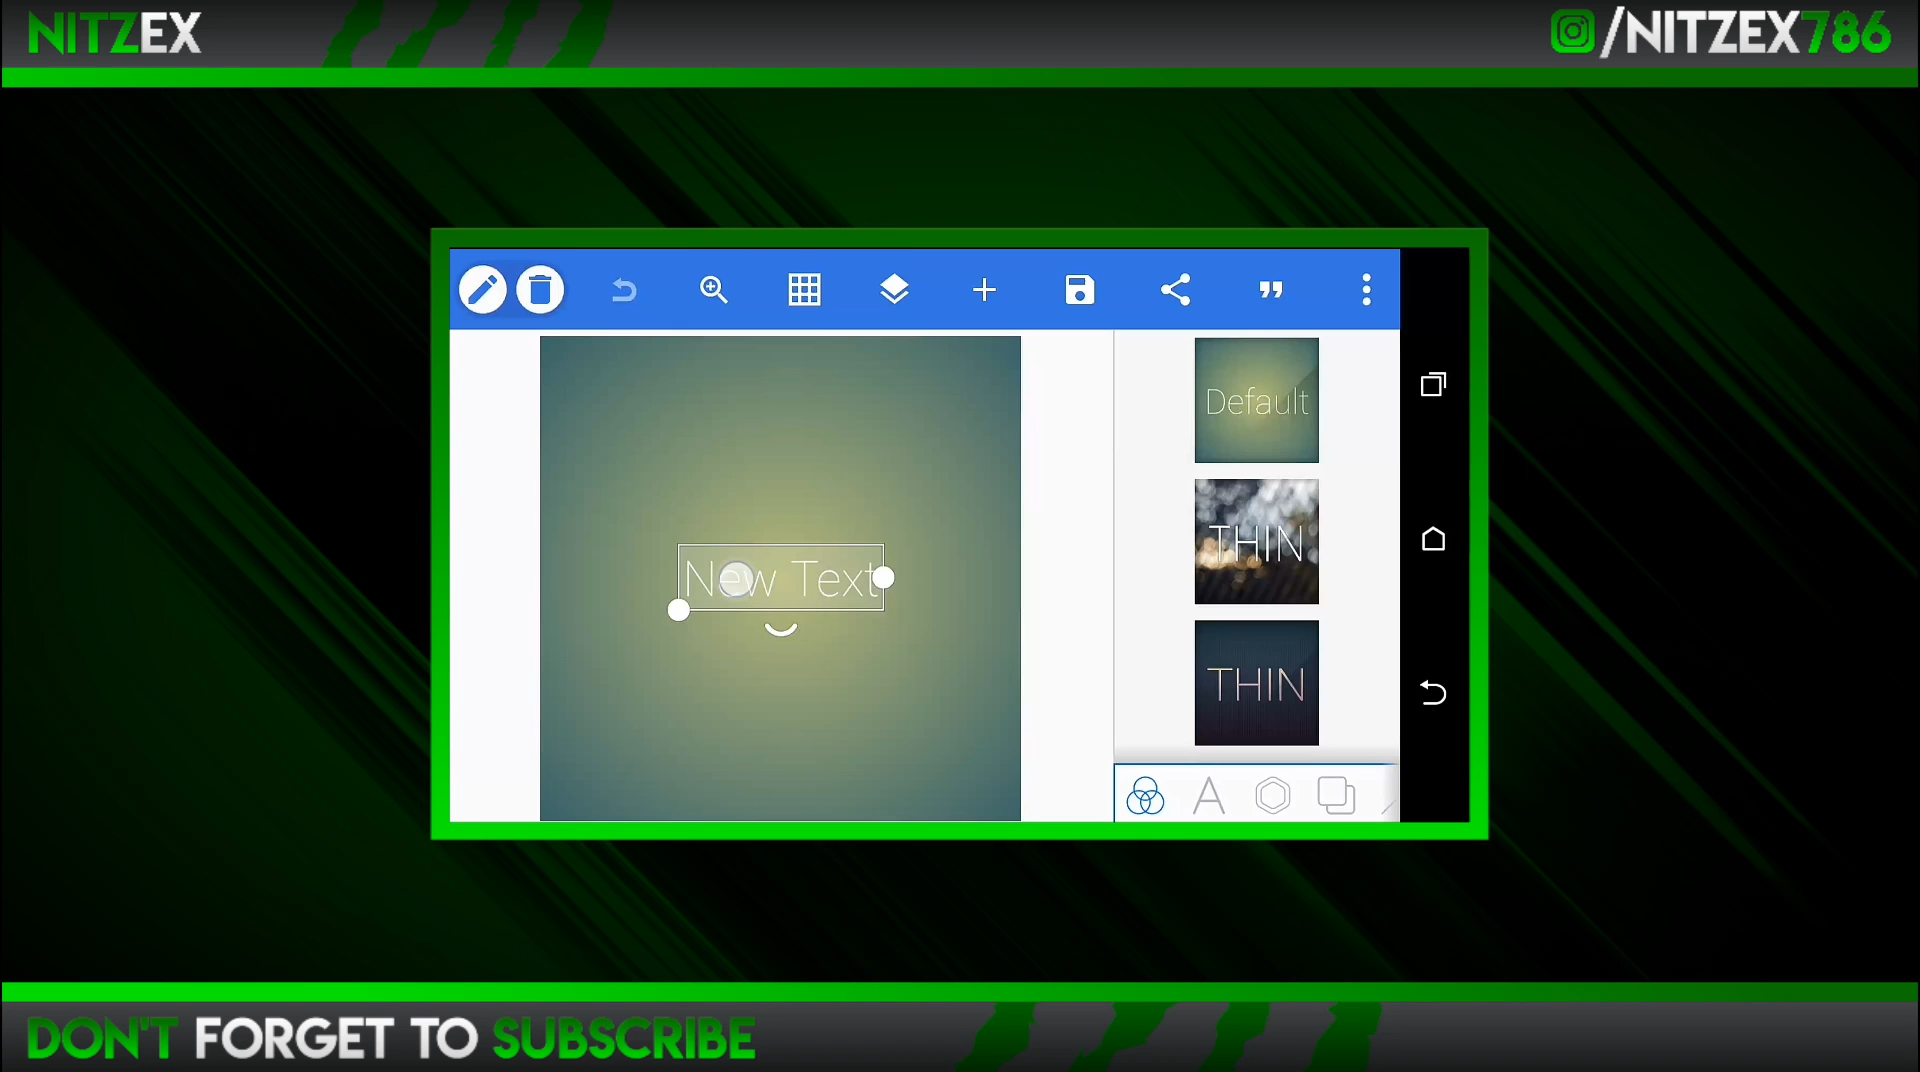 NITZEX
/NITZEX786
New Text
Default
THIN
THIN
A
DON'T FORGET TO SUBSCRIBE